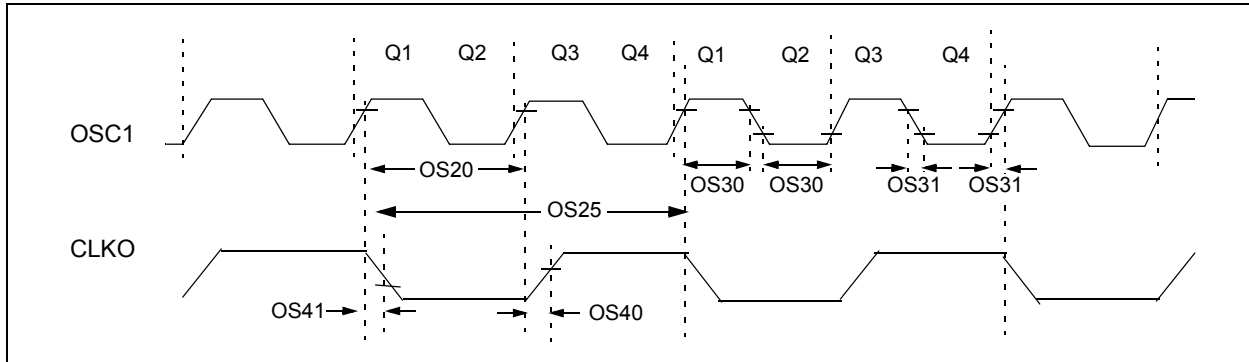 Q1 Q2 Q3 Q4 Q1 Q2 Q3 Q4
OSC1
OS20 OS30 OS30 OS31 OS31
OS25
CLKO
OS41 OS40